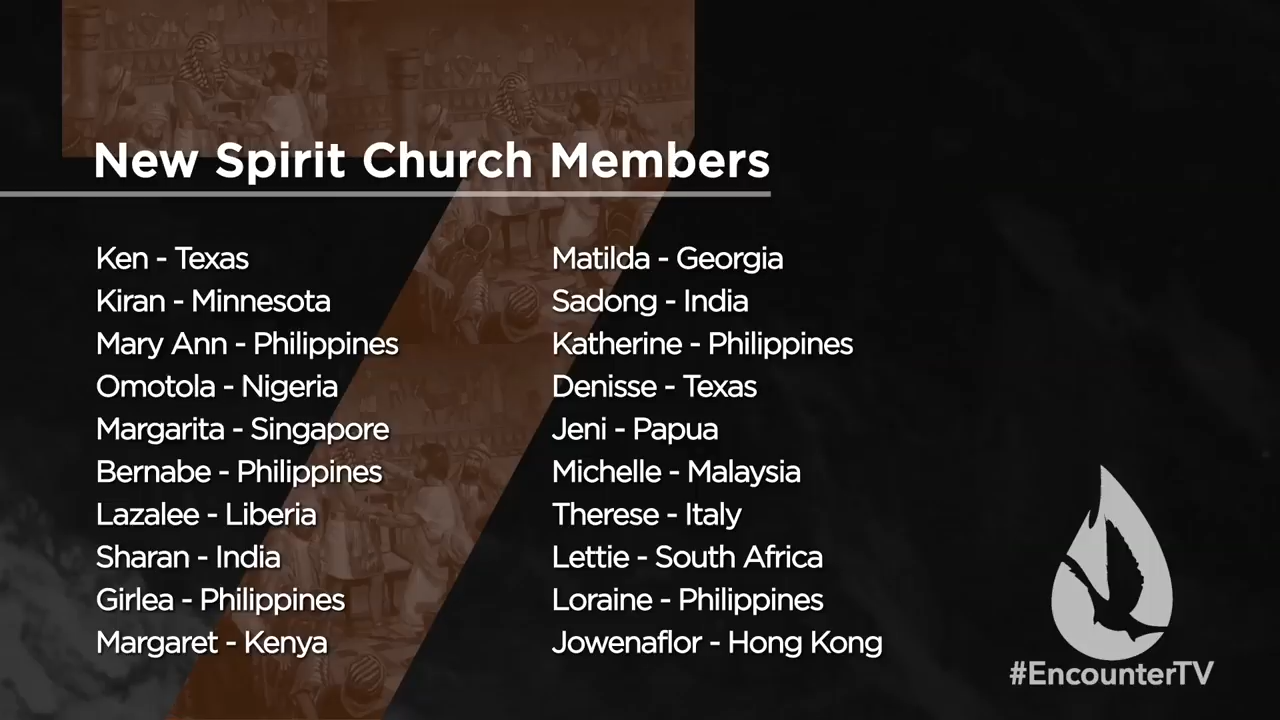 New Spirit Church Members
Ken - Texas
Kiran - Minnesota
Mary Ann - Philippines
Omotola - Nigeria
Margarita - Singapore
Bernabe - Philippines
Lazalee - Liberia
Sharan - India
Girlea - Philippines
Margaret - Kenya
Matilda - Georgia
Sadong - India
Katherine - Philippines
Denisse - Texas
Jeni - Papua
Michelle - Malaysia
Therese - Italy
Lettie - South Africa
Loraine - Philippines
Jowenaflor - Hong Kong
#EncounterTV